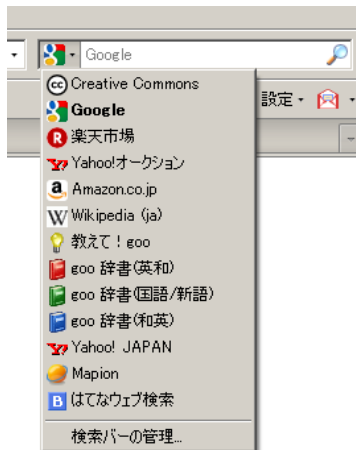 Google
設定
Creative Commons
Google
楽天市場
Yahoo!オークション
Amazon.co.jp
Wikipedia (ja)
教えて！goo
goo 辞書(英和)
goo 辞書(国語/新語)
goo 辞書(和英)
Yahoo! JAPAN
Mapion
はてなウェブ検索
検索バーの管理...